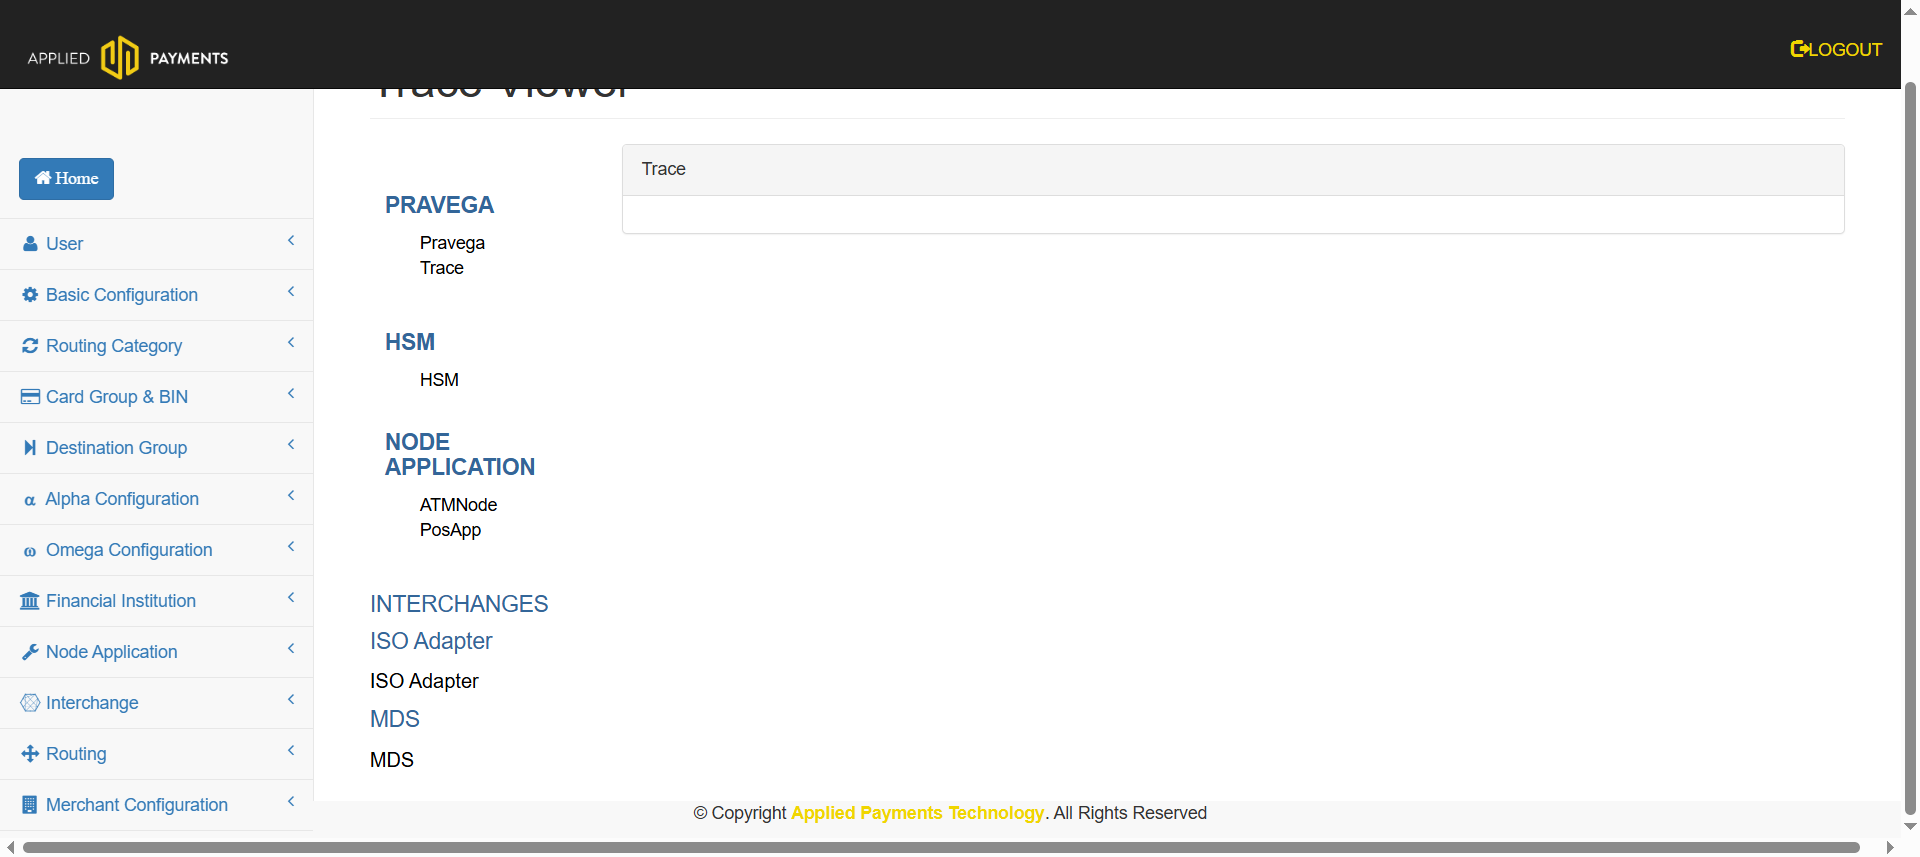 APPLIED PAYMENTS
LOGOUT
Trace Viewer
Home
User
Basic Configuration
Routing Category
Card Group & BIN
Destination Group
α Alpha Configuration
ω Omega Configuration
Financial Institution
Node Application
Interchange
Routing
Merchant Configuration
PRAVEGA
Pravega
Trace
HSM
HSM
NODE
APPLICATION
ATMNode
PosApp
INTERCHANGES
ISO Adapter
ISO Adapter
MDS
MDS
Trace
© Copyright Applied Payments Technology. All Rights Reserved